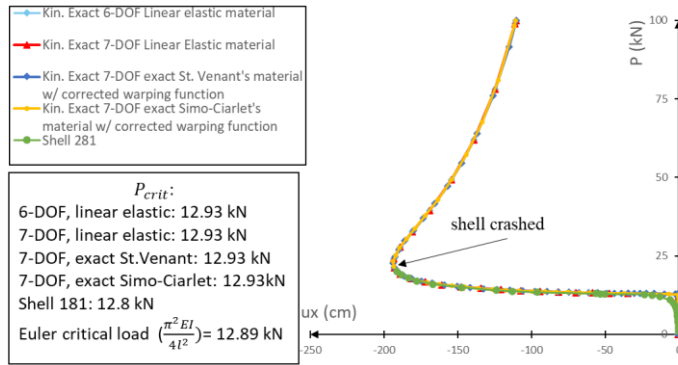 Kin. Exact 6-DOF Linear elastic material
Kin. Exact 7-DOF Linear Elastic material
Kin. Exact 7-DOF exact St. Venant's material
w/ corrected warping function
Kin. Exact 7-DOF exact Simo-Ciarlet's
material w/ corrected warping function
Shell 281
P_crit:
6-DOF, linear elastic: 12.93 kN
7-DOF, linear elastic: 12.93 kN
7-DOF, exact St.Venant: 12.93 kN
7-DOF, exact Simo-Ciarlet: 12.93kN
Shell 181: 12.8 kN
Euler critical load (π²EI/4l²)= 12.89 kN
100
P (kN)
75
50
shell crashed
25
0
ux (cm)
-250 -200 -150 -100 -50 0